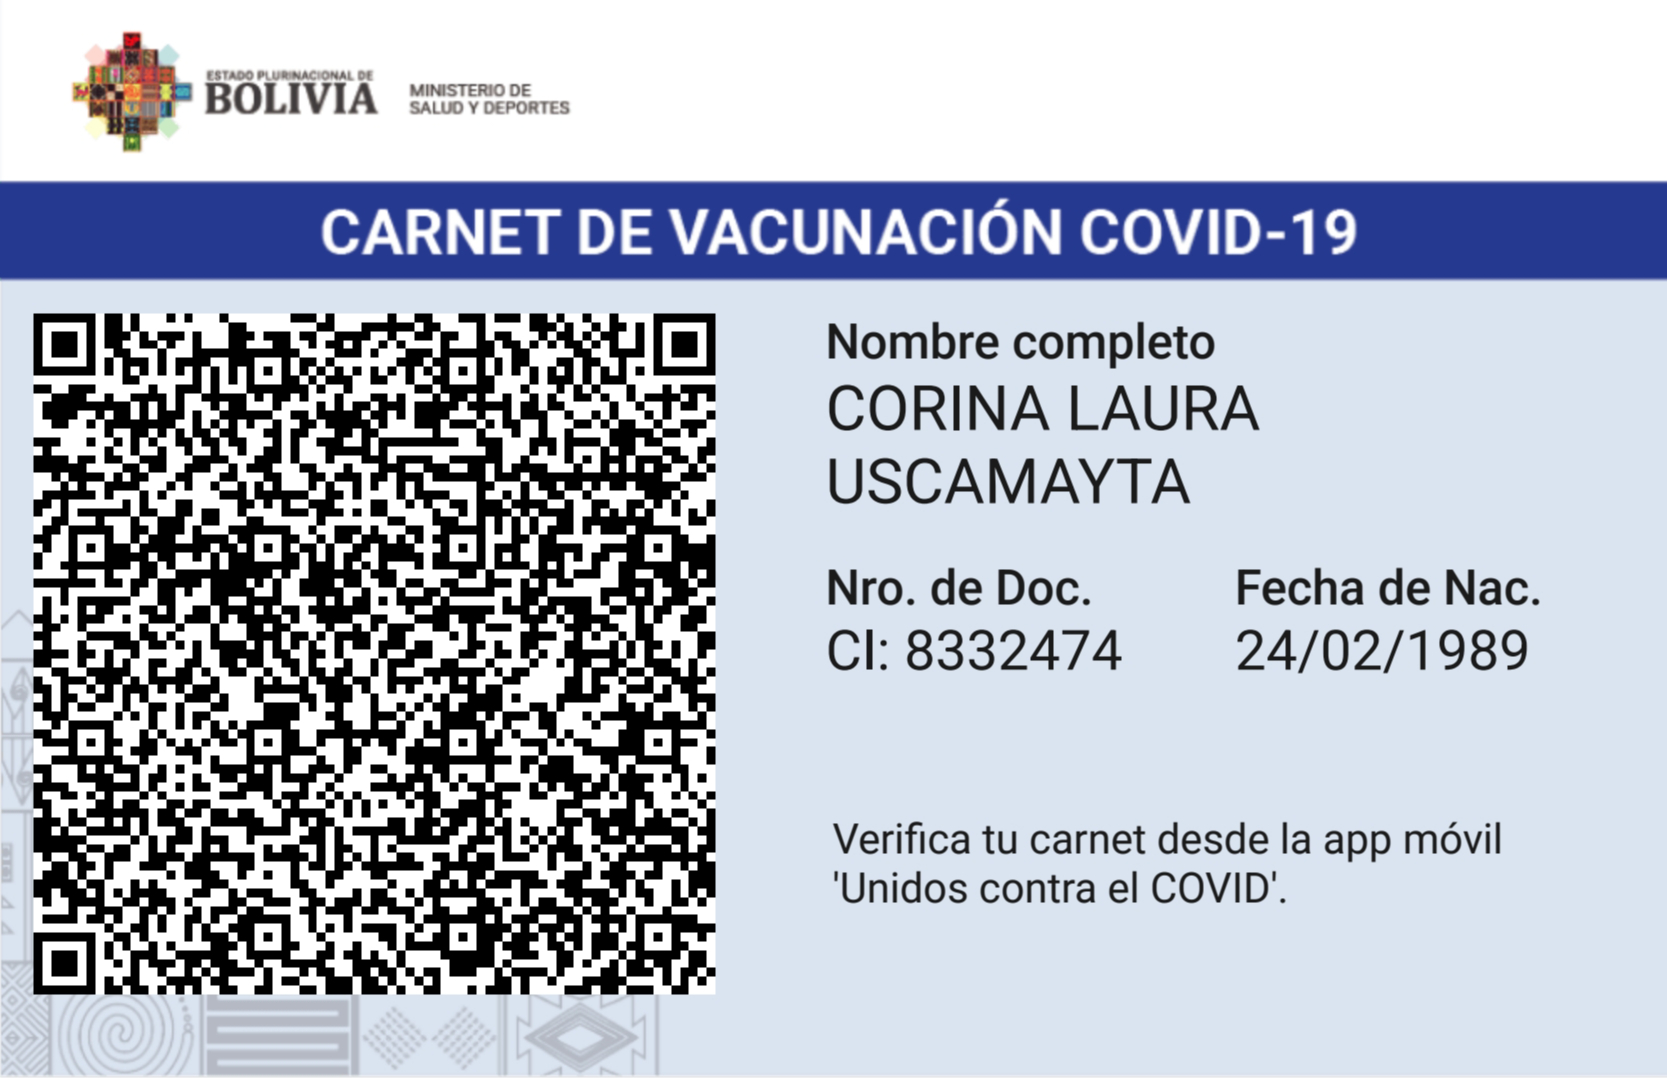 ESTADO PLURINACIONAL DE
BOLIVIA
MINISTERIO DE
SALUD Y DEPORTES
CARNET DE VACUNACIÓN COVID-19
Nombre completo
CORINA LAURA
USCAMAYTA
Nro. de Doc. Fecha de Nac.
CI: 8332474 24/02/1989
Verifica tu carnet desde la app móvil
'Unidos contra el COVID'.